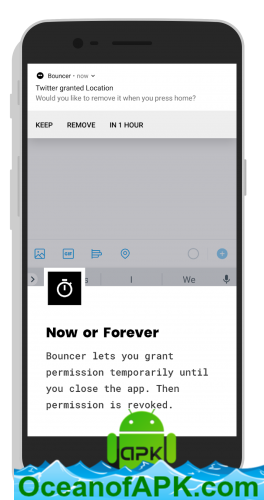 Bouncer • now
Twitter granted Location
Would you like to remove it when you press home?
KEEP REMOVE IN 1 HOUR
GIF
s I We
Now or Forever
Bouncer lets you grant
permission temporarily until
you close the app. Then
permission is revoked.
apk
OceanofAPK.com